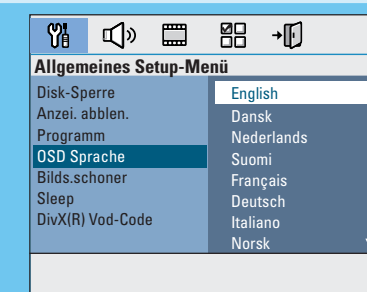 Allgemeines Setup-Menü
Disk-Sperre
Anzei. abblen.
Programm
OSD Sprache
Bilds.schoner
Sleep
DivX(R) Vod-Code
English
Dansk
Nederlands
Suomi
Français
Deutsch
Italiano
Norsk